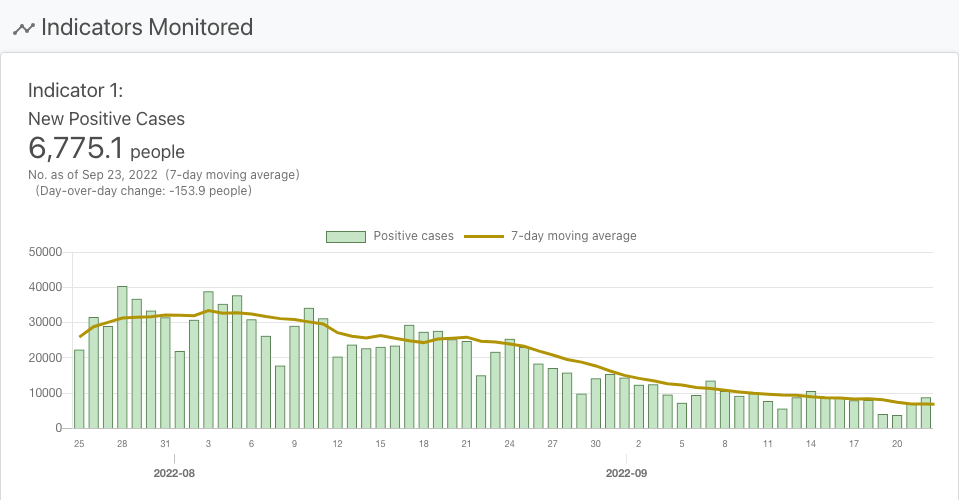 Indicators Monitored
Indicator 1:
New Positive Cases
6,775.1 people
No. as of Sep 23, 2022 (7-day moving average)
(Day-over-day change: -153.9 people)
Positive cases 7-day moving average
50000
40000
30000
20000
10000
0
25 28 31 3 6 9 12 15 18 21 24 27 30 2 5 8 11 14 17 20
2022-08 2022-09